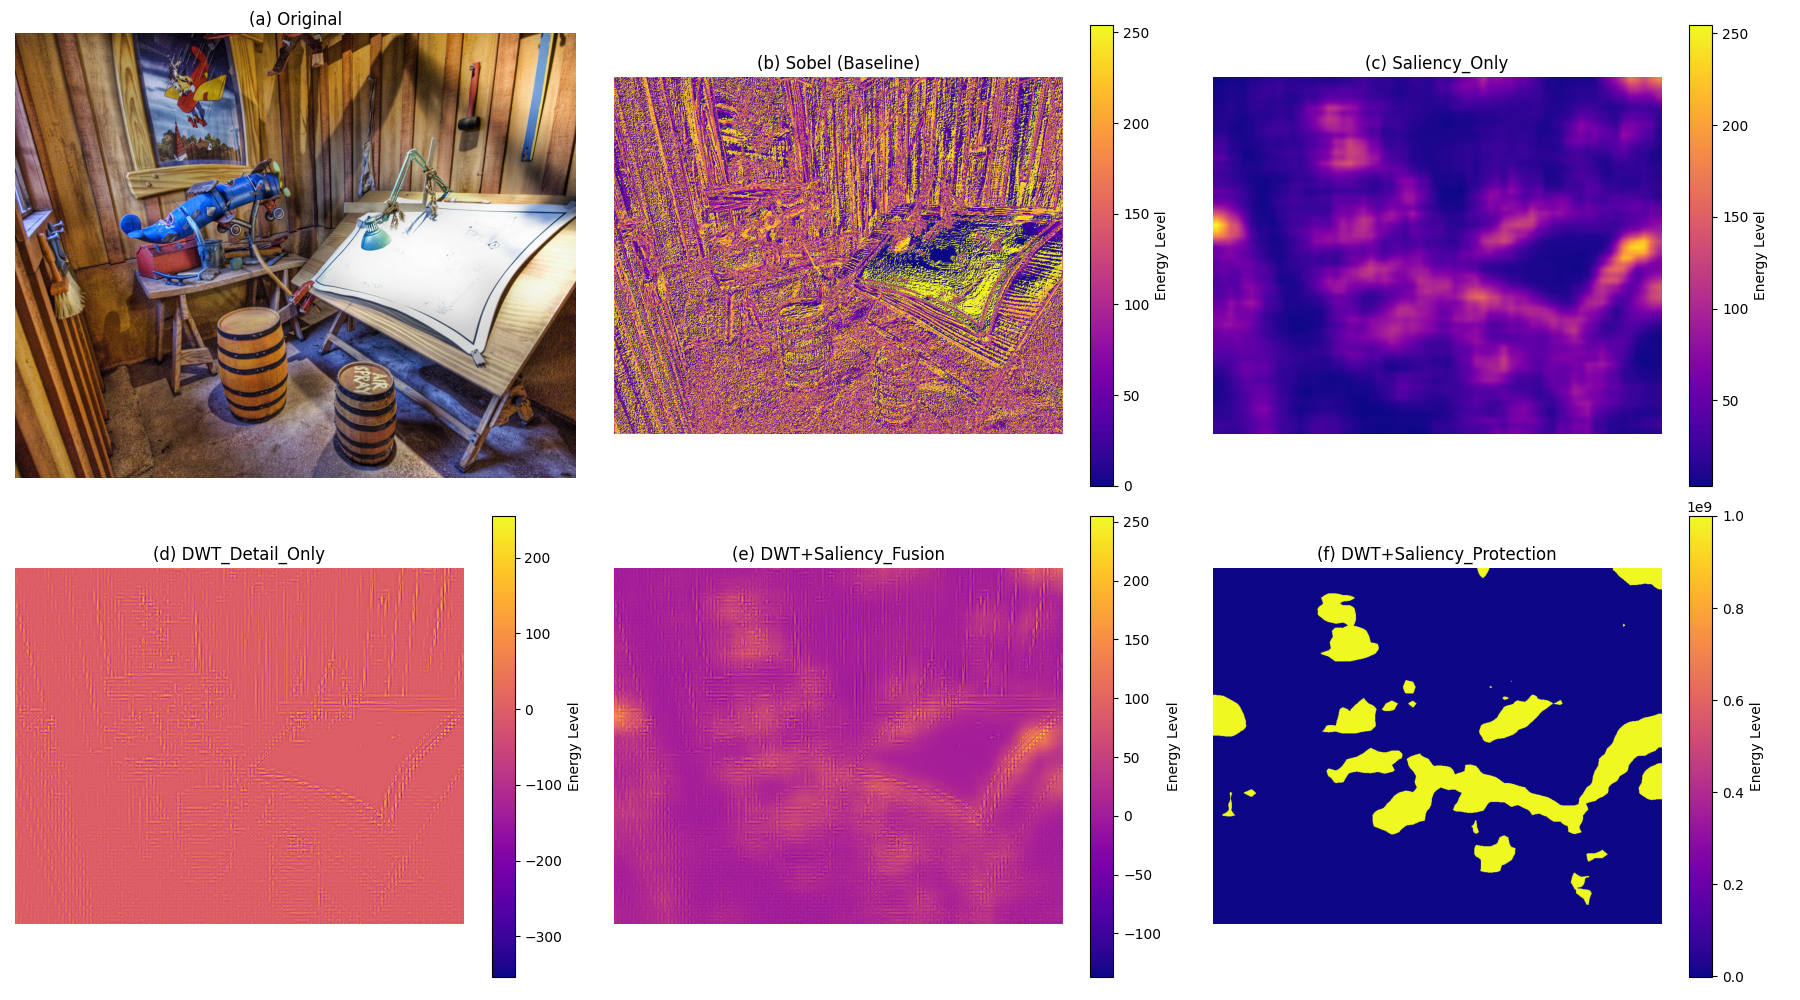 (a) Original
AIR
SPRAY
(b) Sobel (Baseline)
250
200
150
100
50
0
Energy Level
(c) Saliency_Only
250
200
150
100
50
Energy Level
(d) DWT_Detail_Only
200
100
0
−100
−200
−300
Energy Level
(e) DWT+Saliency_Fusion
250
200
150
100
50
0
−50
−100
Energy Level
(f) DWT+Saliency_Protection
1e9
1.0
0.8
0.6
0.4
0.2
0.0
Energy Level